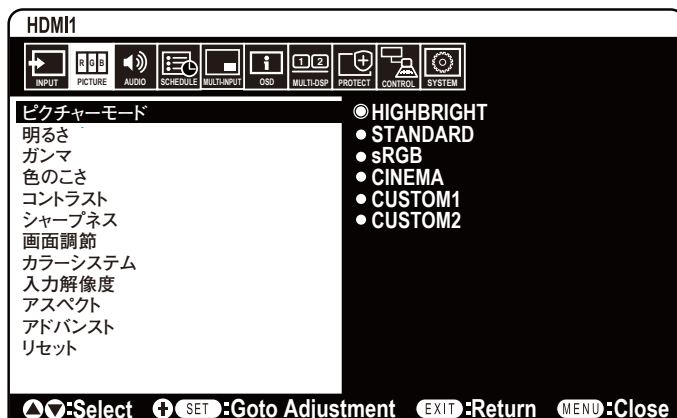 HDMI1
INPUT RGB PICTURE AUDIO SCHEDULE MULTI-INPUT OSD 1 2 MULTI-DSP PROTECT CONTROL SYSTEM
ピクチャーモード
明るさ
ガンマ
色のこさ
コントラスト
シャープネス
画面調節
カラーシステム
入力解像度
アスペクト
アドバンスト
リセット
HIGHBRIGHT
STANDARD
sRGB
CINEMA
CUSTOM1
CUSTOM2
:Select SET :Goto Adjustment EXIT :Return MENU :Close